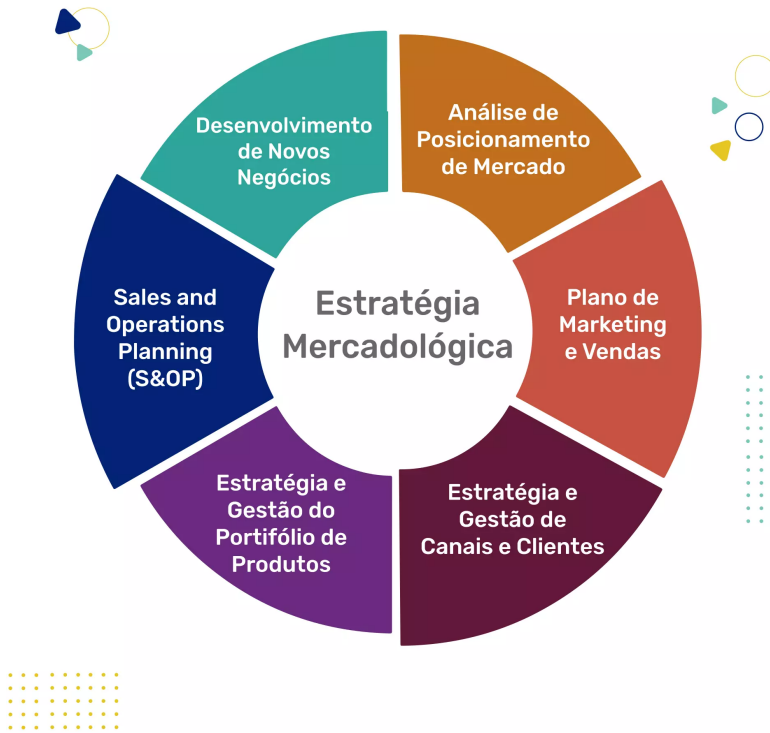 Estratégia
Mercadológica
Análise de
Posicionamento
de Mercado
Plano de
Marketing
e Vendas
Estratégia e
Gestão de
Canais e Clientes
Estratégia e
Gestão do
Portifólio de
Produtos
Sales and
Operations
Planning
(S&OP)
Desenvolvimento
de Novos
Negócios